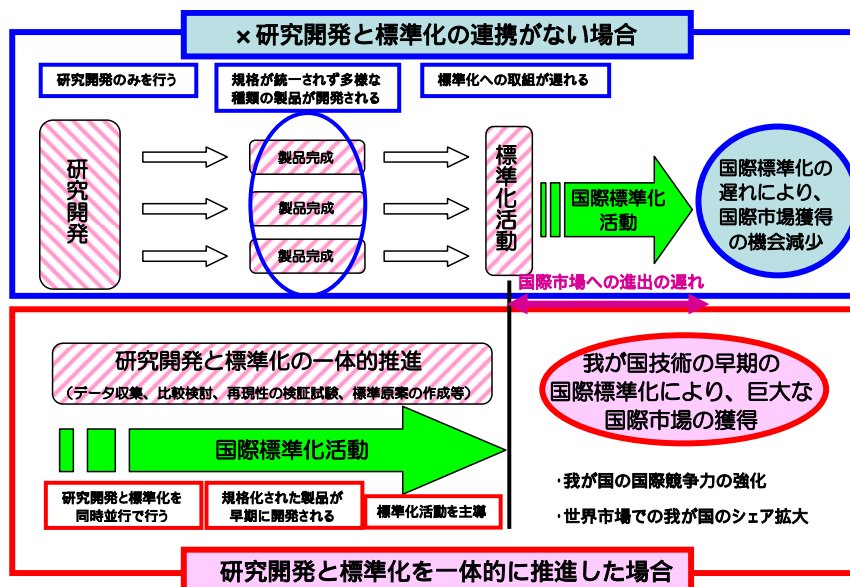 ×研究開発と標準化の連携がない場合
研究開発のみを行う
規格が統一されず多様な
種類の製品が開発される
標準化への取組が遅れる
研究開発
製品完成
製品完成
製品完成
標準化活動
国際標準化
活動
国際標準化の
遅れにより、
国際市場獲得
の機会減少
国際市場への進出の遅れ
研究開発と標準化の一体的推進
（データ収集、比較検討、再現性の検証試験、標準原案の作成等）
国際標準化活動
研究開発と標準化を
同時並行で行う
規格化された製品が
早期に開発される
標準化活動を主導
我が国技術の早期の
国際標準化により、巨大な
国際市場の獲得
・我が国の国際競争力の強化
・世界市場での我が国のシェア拡大
研究開発と標準化を一体的に推進した場合